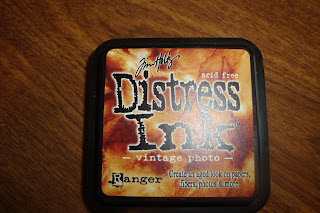 Tim Holtz
acid free
Distress
Ink
— vintage photo —
Ranger
Create an aged look on papers,
fibers, photos & more